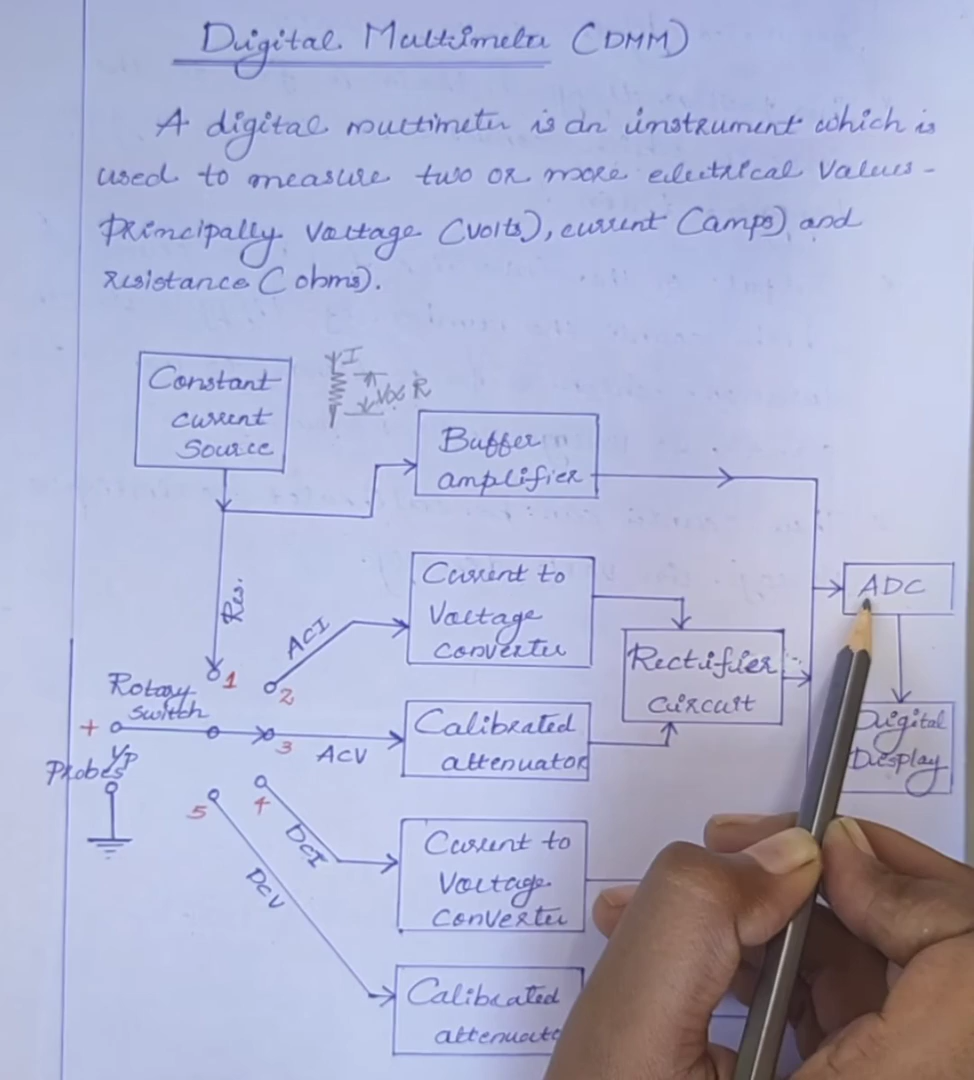 Digital Multimeter (DMM)
A digital multimeter is an instrument which is
used to measure two or more electrical values -
principally voltage (volts), current (amps) and
resistance (ohms).
Constant
current
Source
I
V∝ R
Buffer
amplifier
Current to
Voltage
converter
ADC
Res.
ACI
1
2
Rectifier
circuit
Rotary
switch
+
Vp
Probes
3
ACV
Calibrated
attenuator
Digital
Display
4
5
DCI
DCV
Current to
Voltage
converter
Calibrated